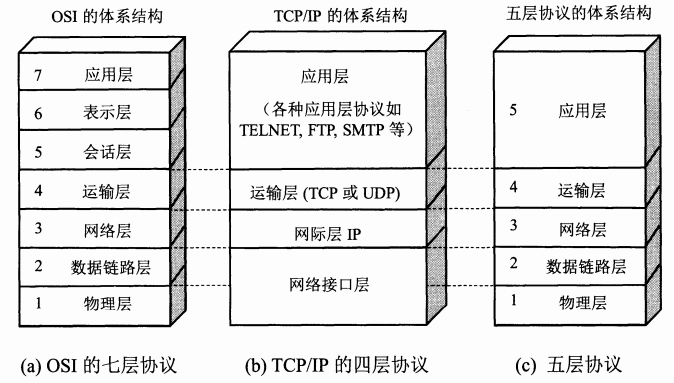 OSI 的体系结构
TCP/IP 的体系结构
五层协议的体系结构
7 应用层
6 表示层
5 会话层
4 运输层
3 网络层
2 数据链路层
1 物理层
应用层
（各种应用层协议如
TELNET, FTP, SMTP 等）
运输层 (TCP 或 UDP)
网际层 IP
网络接口层
5 应用层
4 运输层
3 网络层
2 数据链路层
1 物理层
(a) OSI 的七层协议
(b) TCP/IP 的四层协议
(c) 五层协议